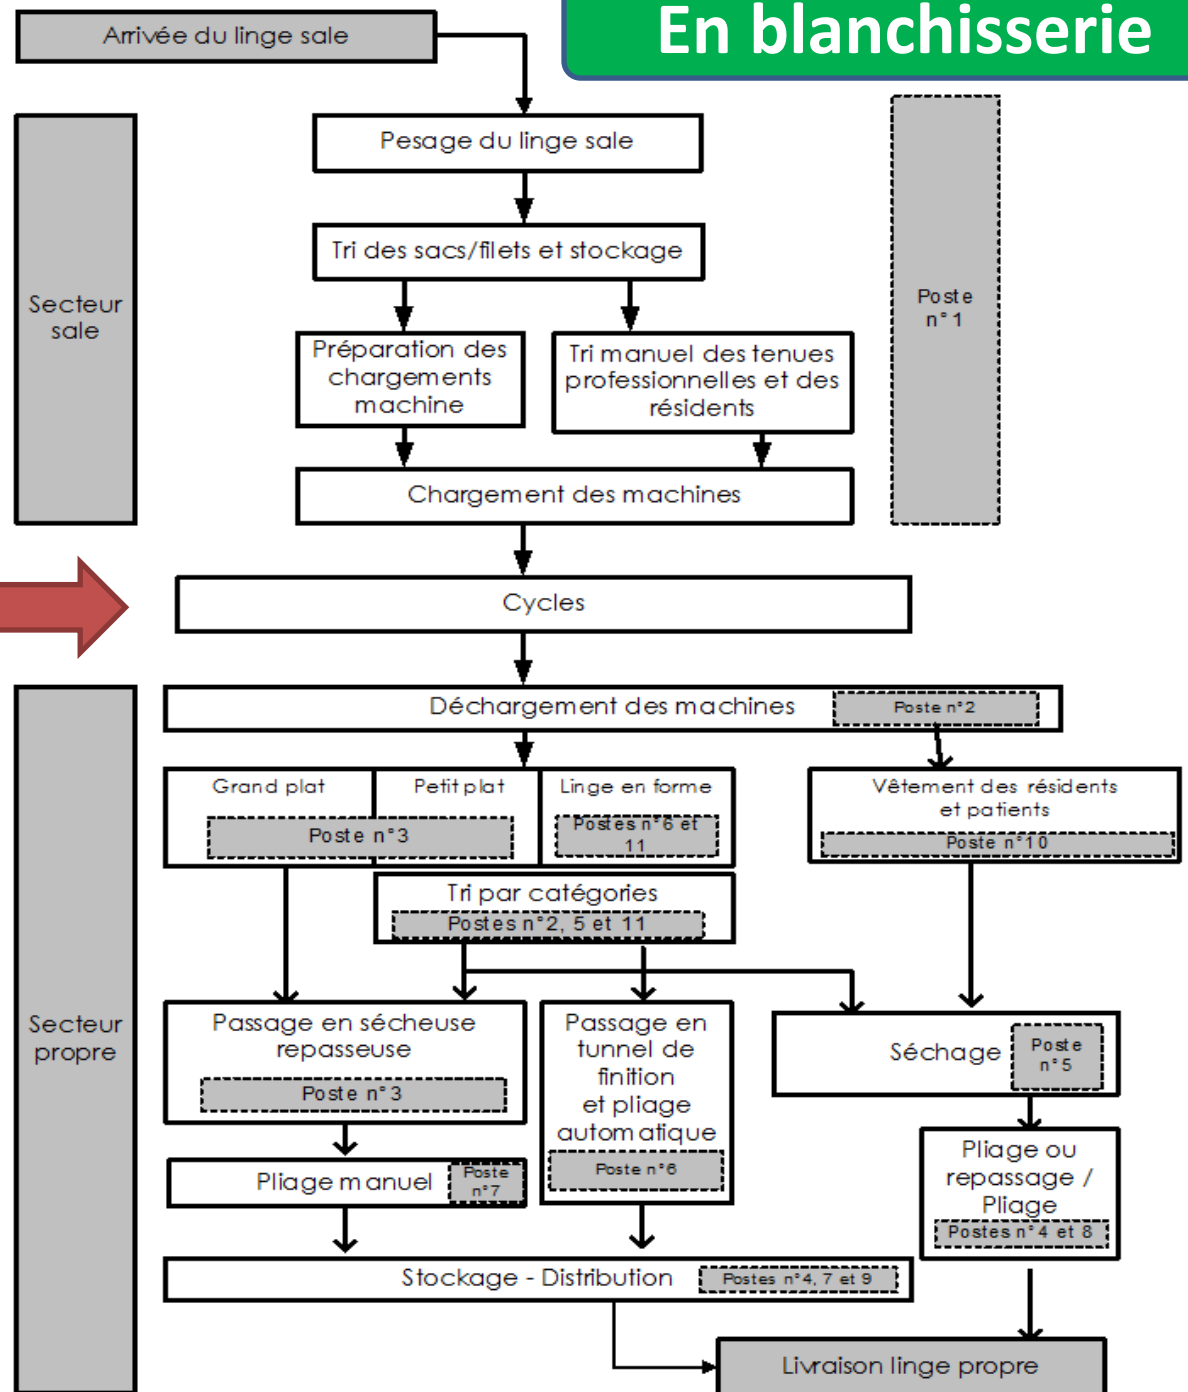 En blanchisserie
Arrivée du linge sale
Pesage du linge sale
Tri des sacs/filets et stockage
Secteur
sale
Poste
n°1
Préparation des
chargements
machine
Tri manuel des tenues
professionnelles et des
résidents
Chargement des machines
Cycles
Déchargement des machines
Poste n°2
Grand plat
Petit plat
Linge en forme
Poste n°3
Postes n°6 et
11
Vêtement des résidents
et patients
Poste n°10
Tri par catégories
Postes n°2, 5 et 11
Secteur
propre
Passage en sécheuse
repasseuse
Poste n°3
Passage en
tunnel de
finition
et pliage
automatique
Poste n°6
Séchage
Poste
n°5
Pliage manuel
Poste
n°7
Pliage ou
repassage /
Pliage
Postes n°4 et 8
Stockage - Distribution
Postes n°4, 7 et 9
Livraison linge propre